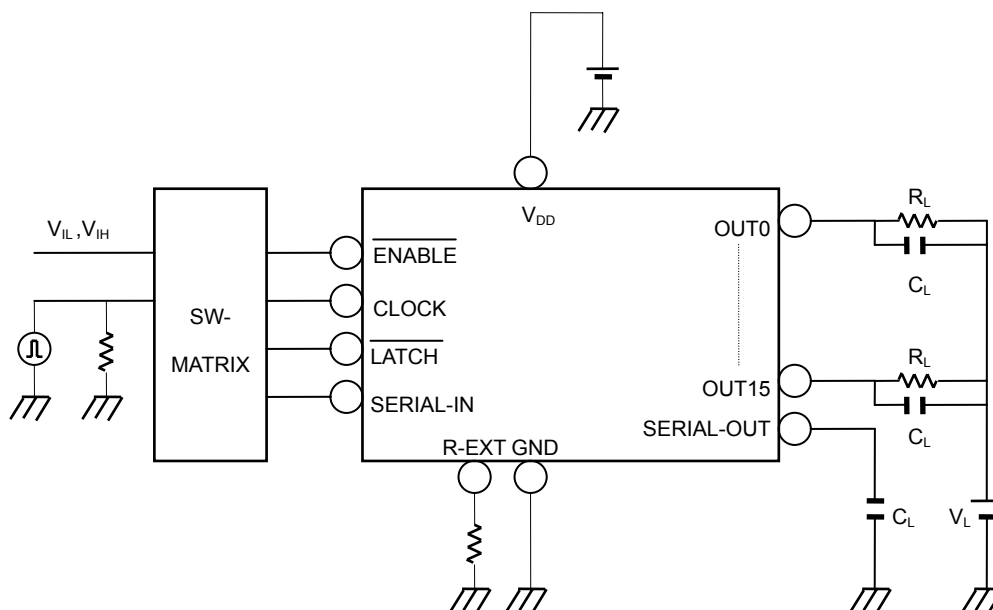 V_DD
V_IL ,V_IH
SW-
MATRIX
ENABLE
CLOCK
LATCH
SERIAL-IN
R-EXT GND
OUT0
OUT15
SERIAL-OUT
R_L
C_L
R_L
C_L
C_L
V_L